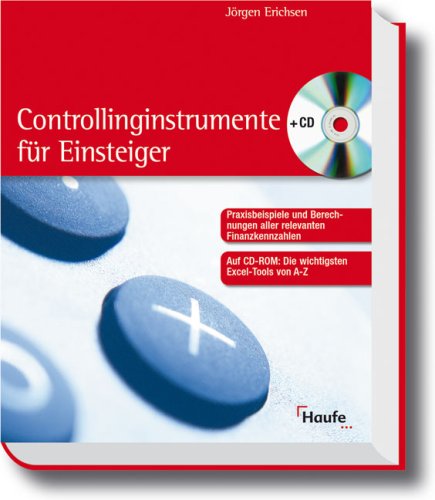 Jörgen Erichsen
Controllinginstrumente
für Einsteiger
+ CD
Praxisbeispiele und Berech-
nungen aller relevanten
Finanzkennzahlen
Auf CD-ROM: Die wichtigsten
Excel-Tools von A-Z
Haufe...